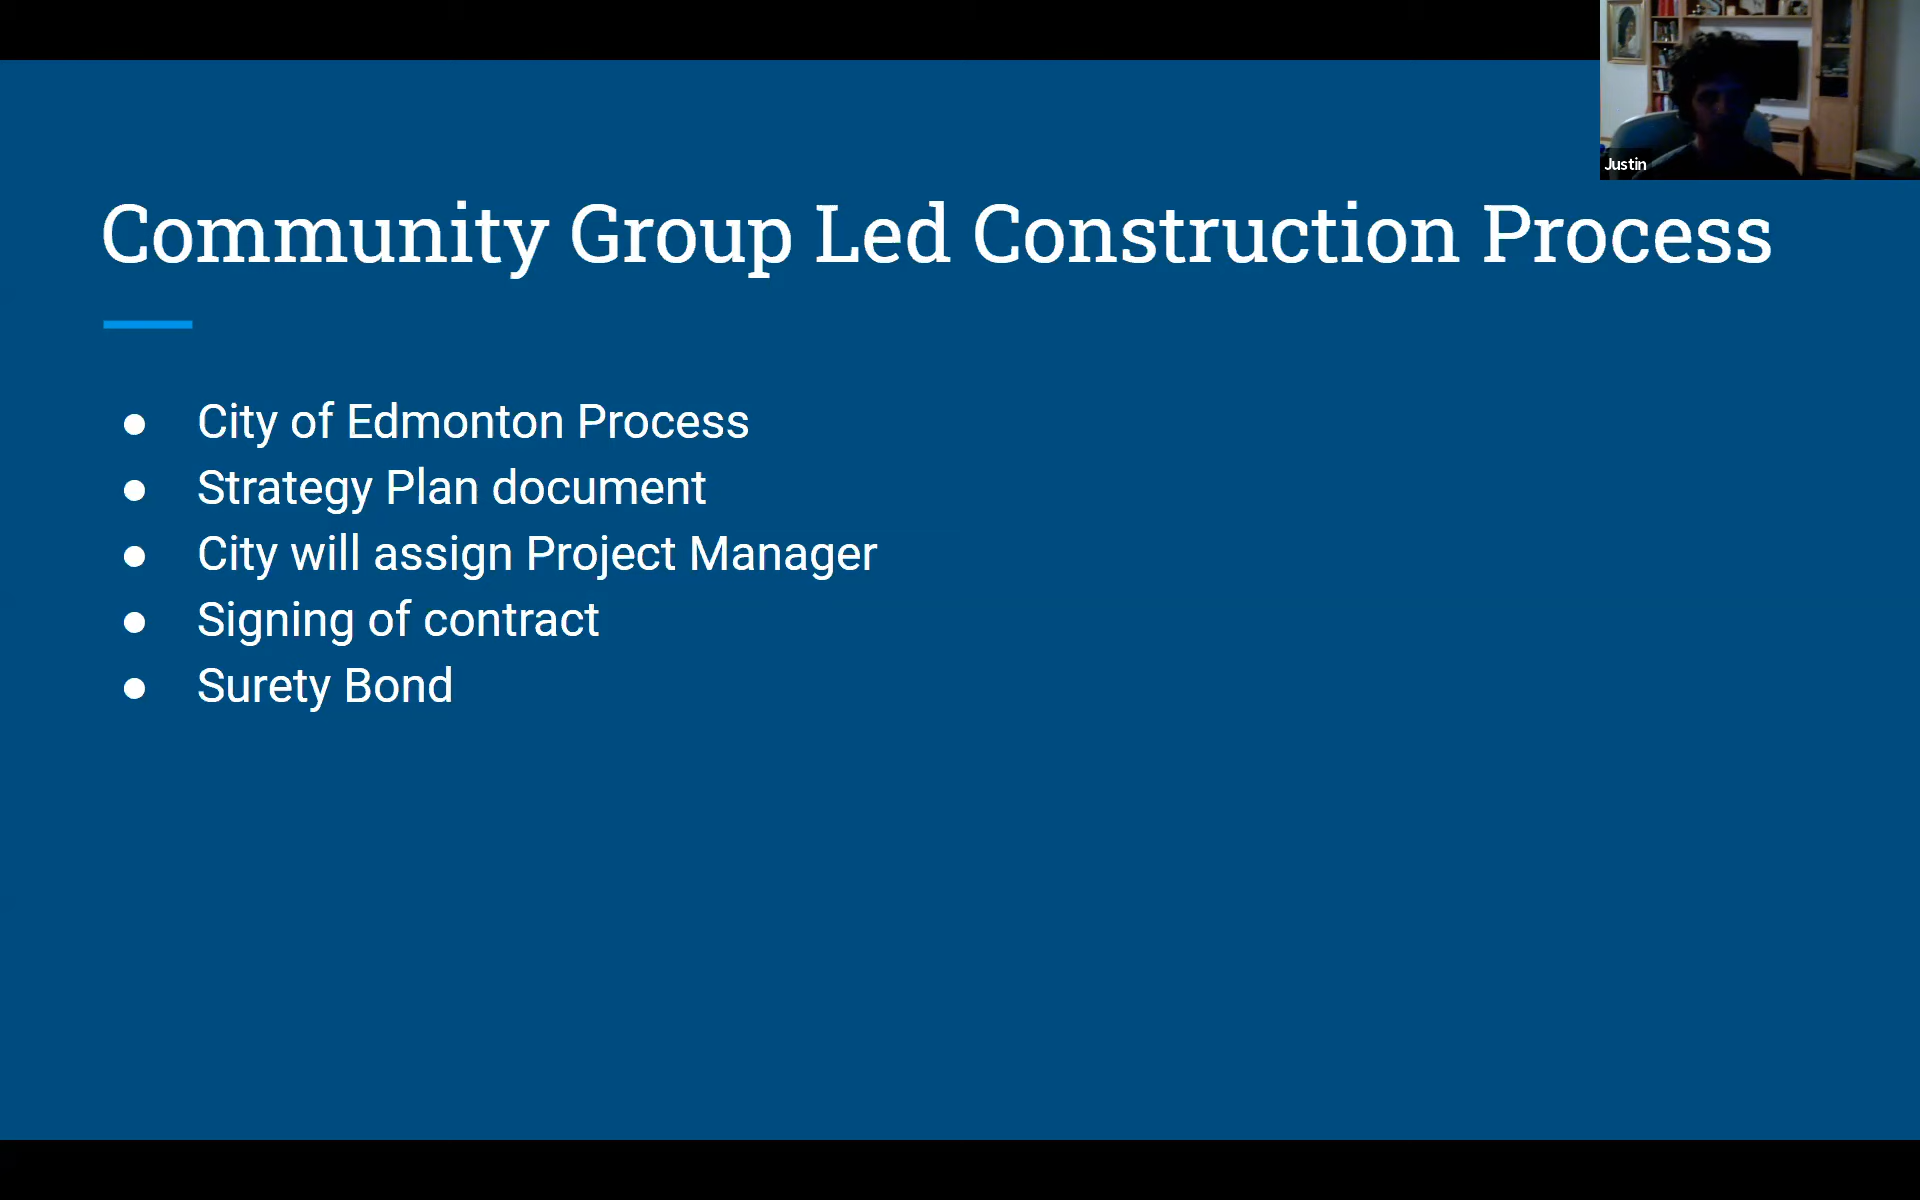 Justin
Community Group Led Construction Process
● City of Edmonton Process
● Strategy Plan document
● City will assign Project Manager
● Signing of contract
● Surety Bond